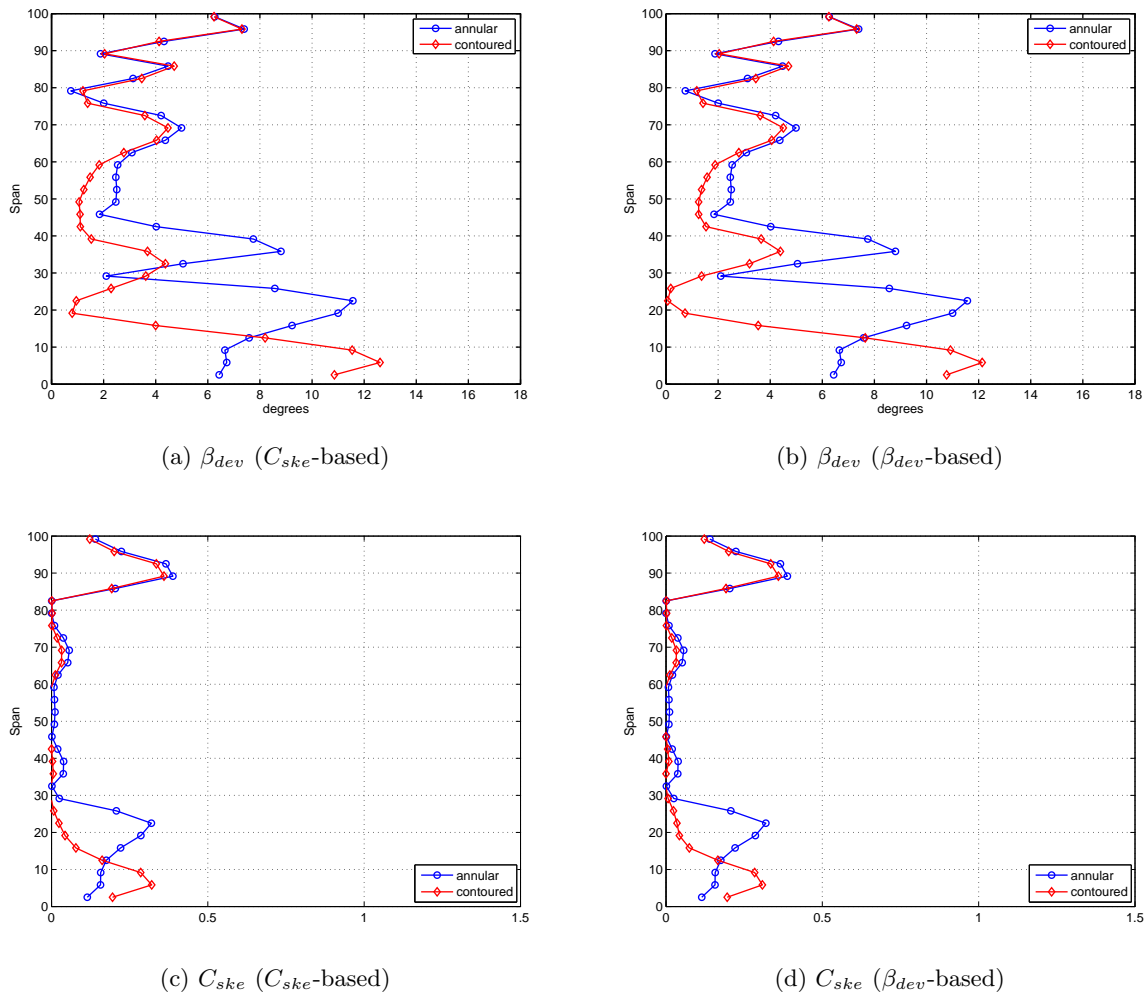 100
90
80
70
60
50
40
30
20
10
0
Span
0 2 4 6 8 10 12 14 16 18
degrees
annular
contoured
(a) β_dev (C_ske-based)
100
90
80
70
60
50
40
30
20
10
0
Span
0 2 4 6 8 10 12 14 16 18
degrees
annular
contoured
(b) β_dev (β_dev-based)
100
90
80
70
60
50
40
30
20
10
0
Span
0 0.5 1 1.5
annular
contoured
(c) C_ske (C_ske-based)
100
90
80
70
60
50
40
30
20
10
0
Span
0 0.5 1 1.5
annular
contoured
(d) C_ske (β_dev-based)